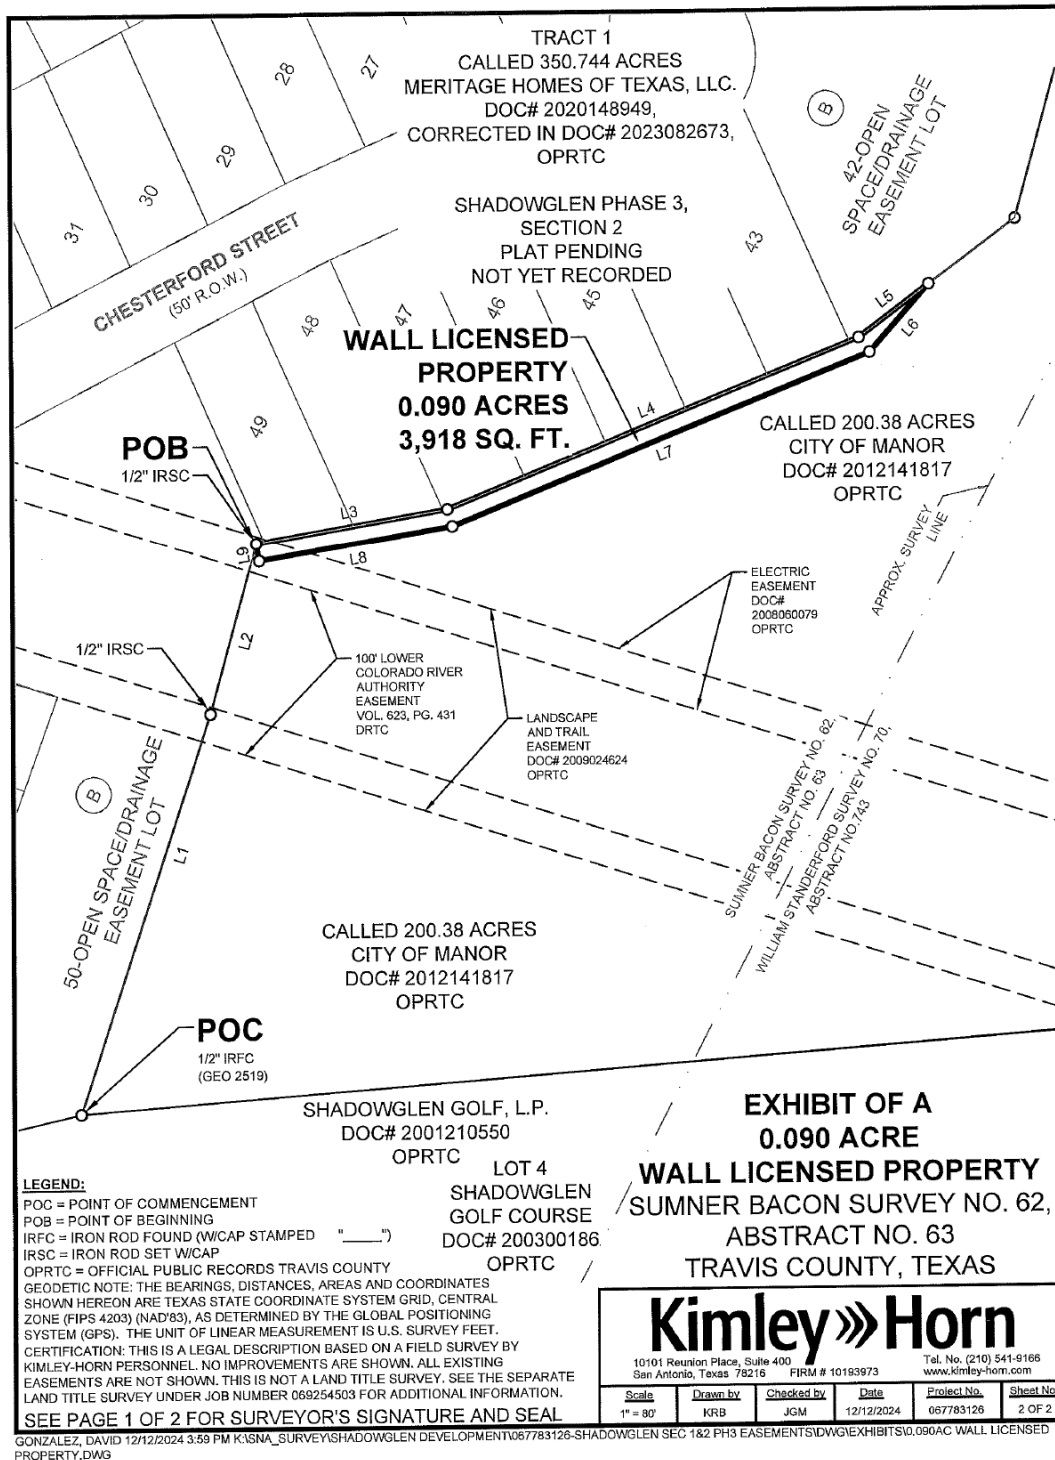 TRACT 1
CALLED 350.744 ACRES
MERITAGE HOMES OF TEXAS, LLC.
DOC# 2020148949,
CORRECTED IN DOC# 2023082673,
OPRTC
SHADOWGLEN PHASE 3,
SECTION 2
PLAT PENDING
NOT YET RECORDED
27
28
29
30
31
CHESTERFORD STREET
(50' R.O.W.)
B
42-OPEN
SPACE/DRAINAGE
EASEMENT LOT
43
45
46
47
48
49
WALL LICENSED
PROPERTY
0.090 ACRES
3,918 SQ. FT.
L5
L6
L4
L7
L3
L8
L9
L2
L1
POB
1/2" IRSC
CALLED 200.38 ACRES
CITY OF MANOR
DOC# 2012141817
OPRTC
APPROX. SURVEY
LINE
ELECTRIC
EASEMENT
DOC#
2008060079
OPRTC
1/2" IRSC
100' LOWER
COLORADO RIVER
AUTHORITY
EASEMENT
VOL. 623, PG. 431
DRTC
LANDSCAPE
AND TRAIL
EASEMENT
DOC# 2009024624
OPRTC
SUMNER BACON SURVEY NO. 62,
ABSTRACT NO. 63
WILLIAM STANDERFORD SURVEY NO. 70,
ABSTRACT NO.743
B
50-OPEN SPACE/DRAINAGE
EASEMENT LOT
CALLED 200.38 ACRES
CITY OF MANOR
DOC# 2012141817
OPRTC
POC
1/2" IRFC
(GEO 2519)
SHADOWGLEN GOLF, L.P.
DOC# 2001210550
OPRTC
LOT 4
SHADOWGLEN
GOLF COURSE
DOC# 200300186
OPRTC
EXHIBIT OF A
0.090 ACRE
WALL LICENSED PROPERTY
SUMNER BACON SURVEY NO. 62,
ABSTRACT NO. 63
TRAVIS COUNTY, TEXAS
LEGEND:
POC = POINT OF COMMENCEMENT
POB = POINT OF BEGINNING
IRFC = IRON ROD FOUND (W/CAP STAMPED "_____")
IRSC = IRON ROD SET W/CAP
OPRTC = OFFICIAL PUBLIC RECORDS TRAVIS COUNTY
GEODETIC NOTE: THE BEARINGS, DISTANCES, AREAS AND COORDINATES
SHOWN HEREON ARE TEXAS STATE COORDINATE SYSTEM GRID, CENTRAL
ZONE (FIPS 4203) (NAD'83), AS DETERMINED BY THE GLOBAL POSITIONING
SYSTEM (GPS). THE UNIT OF LINEAR MEASUREMENT IS U.S. SURVEY FEET.
CERTIFICATION: THIS IS A LEGAL DESCRIPTION BASED ON A FIELD SURVEY BY
KIMLEY-HORN PERSONNEL. NO IMPROVEMENTS ARE SHOWN. ALL EXISTING
EASEMENTS ARE NOT SHOWN. THIS IS NOT A LAND TITLE SURVEY. SEE THE SEPARATE
LAND TITLE SURVEY UNDER JOB NUMBER 069254503 FOR ADDITIONAL INFORMATION.
SEE PAGE 1 OF 2 FOR SURVEYOR'S SIGNATURE AND SEAL
Kimley»Horn
10101 Reunion Place, Suite 400
San Antonio, Texas 78216 FIRM # 10193973
Tel. No. (210) 541-9166
www.kimley-horn.com
Scale Drawn by Checked by Date Project No. Sheet No.
1" = 80' KRB JGM 12/12/2024 067783126 2 OF 2
GONZALEZ, DAVID 12/12/2024 3:59 PM K:\SNA_SURVEY\SHADOWGLEN DEVELOPMENT\067783126-SHADOWGLEN SEC 1&2 PH3 EASEMENTS\DWG\EXHIBITS\0.090AC WALL LICENSED
PROPERTY.DWG